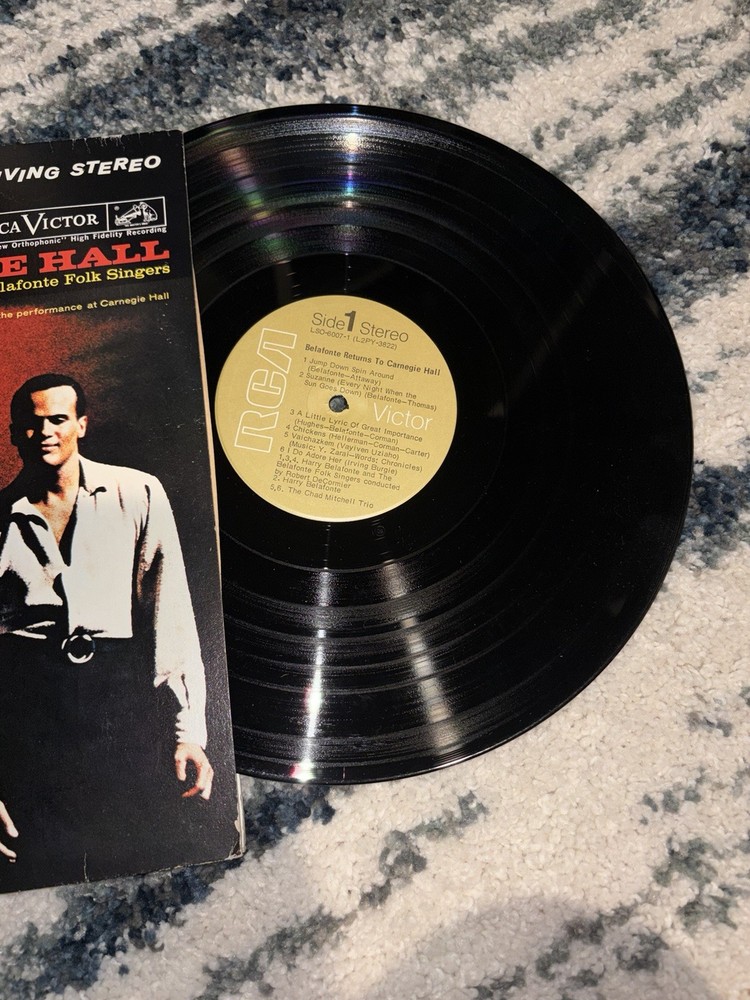 VING STEREO
CA VICTOR
ew Orthophonic" High Fidelity Recording
E HALL
lafonte Folk Singers
he performance at Carnegie Hall
RCA
Side 1 Stereo
LSO-6007-1 (L2PY-3822)
Belafonte Returns To Carnegie Hall
1 Jump Down Spin Around
(Belafonte-Attaway)
2 Suzanne (Every Night When the
Sun Goes Down) (Belafonte-Thomas)
Victor
3 A Little Lyric Of Great Importance
(Hughes-Belafonte-Corman)
4 Chickens (Hellerman-Corman-Carter)
5 Vaichazkem (Vayiven Uziahu)
(Music; Y. Zarai-Words; Chronicles)
6 I Do Adore Her (Irving Burgie)
1,3,4, Harry Belafonte and The
Belafonte Folk Singers conducted
by Robert DeCormier
2- Harry Belafonte
5,6, The Chad Mitchell Trio